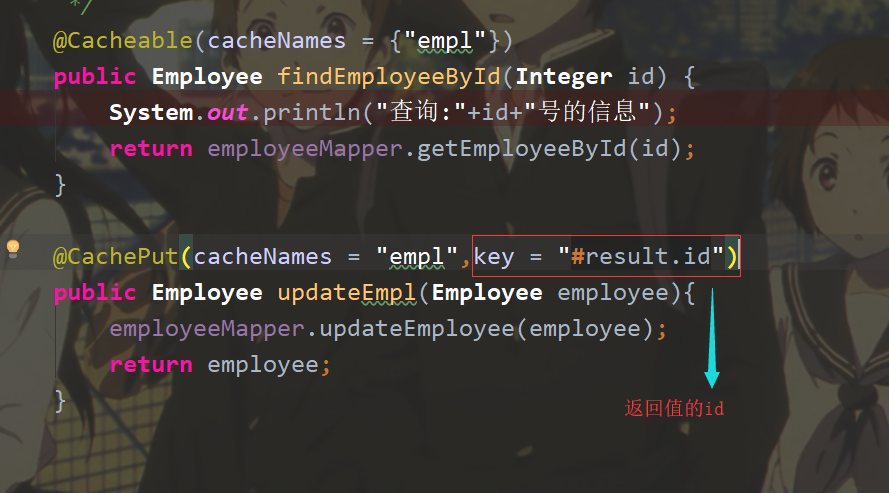 */
@Cacheable(cacheNames = {"empl"})
public Employee findEmployeeById(Integer id) {
System.out.println("查询:"+id+"号的信息");
return employeeMapper.getEmployeeById(id);
}
@CachePut(cacheNames = "empl",key = "#result.id")
public Employee updateEmpl(Employee employee){
employeeMapper.updateEmployee(employee);
return employee;
}
返回值的id